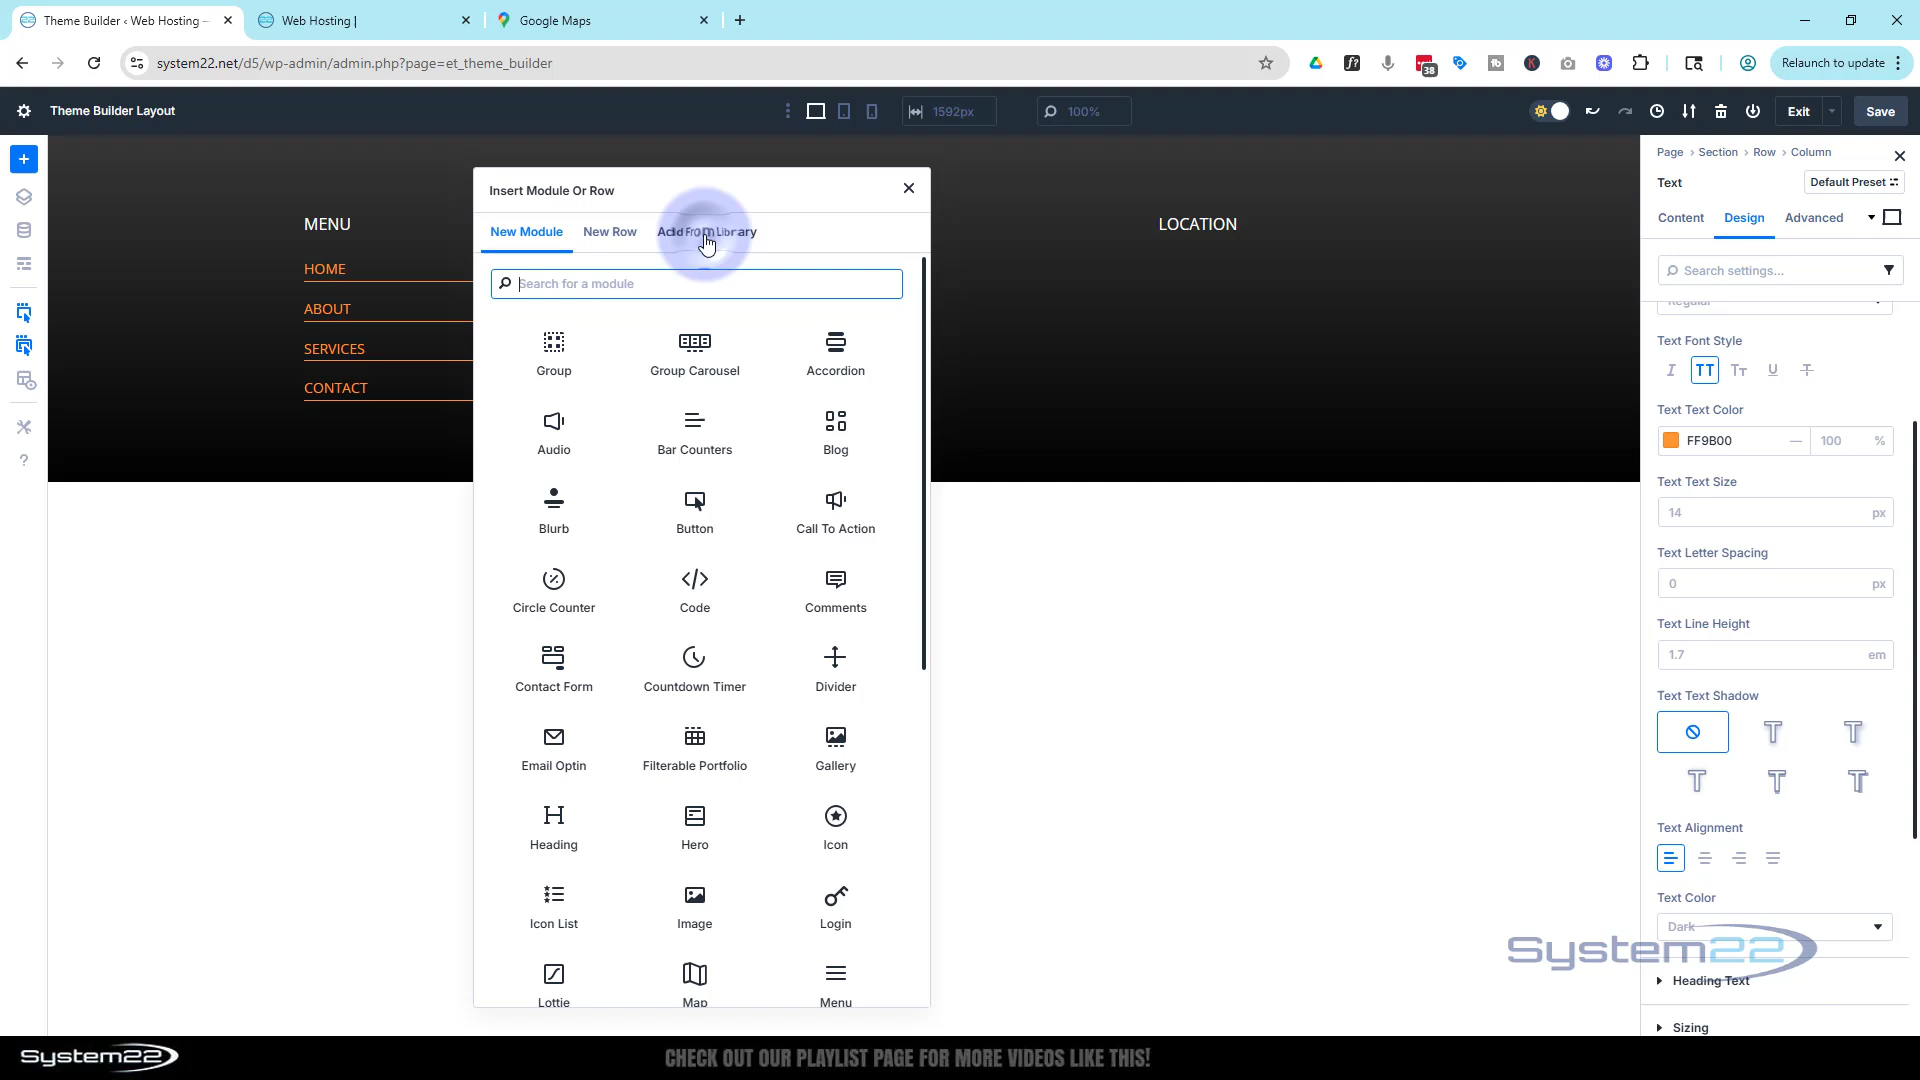 Theme Builder ‹ Web Hosting —
Web Hosting |
Google Maps
system22.net/d5/wp-admin/admin.php?page=et_theme_builder
38
Relaunch to update
Theme Builder Layout
1592px
100%
Exit
Save
MENU
HOME
ABOUT
SERVICES
CONTACT
LOCATION
Insert Module Or Row
New Module
New Row
Add From Library
Search for a module
Group
Group Carousel
Accordion
Audio
Bar Counters
Blog
Blurb
Button
Call To Action
Circle Counter
Code
Comments
Contact Form
Countdown Timer
Divider
Email Optin
Filterable Portfolio
Gallery
Heading
Hero
Icon
Icon List
Image
Login
Lottie
Map
Menu
Page › Section › Row › Column
Text
Default Preset
Content
Design
Advanced
Search settings...
Regular
Text Font Style
Text Text Color
FF9B00
100 %
Text Text Size
14 px
Text Letter Spacing
0 px
Text Line Height
1.7 em
Text Text Shadow
Text Alignment
Text Color
Dark
System22
Heading Text
Sizing
System22
CHECK OUT OUR PLAYLIST PAGE FOR MORE VIDEOS LIKE THIS!